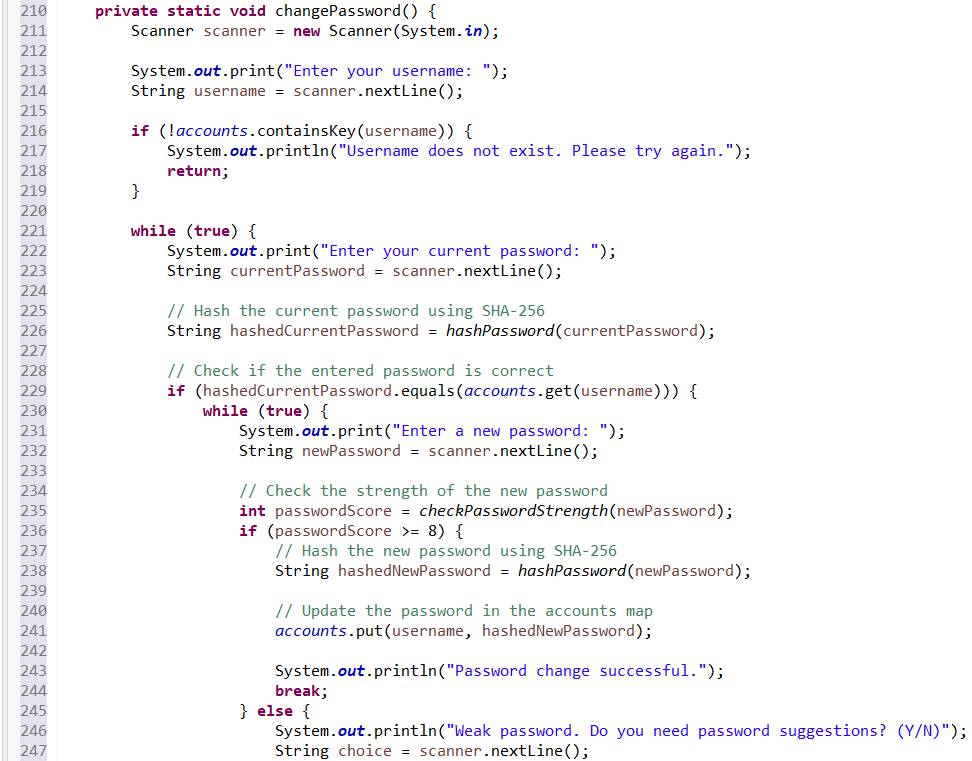 210 private static void changePassword() {
211 Scanner scanner = new Scanner(System.in);
212
213 System.out.print("Enter your username: ");
214 String username = scanner.nextLine();
215
216 if (!accounts.containsKey(username)) {
217 System.out.println("Username does not exist. Please try again.");
218 return;
219 }
220
221 while (true) {
222 System.out.print("Enter your current password: ");
223 String currentPassword = scanner.nextLine();
224
225 // Hash the current password using SHA-256
226 String hashedCurrentPassword = hashPassword(currentPassword);
227
228 // Check if the entered password is correct
229 if (hashedCurrentPassword.equals(accounts.get(username))) {
230 while (true) {
231 System.out.print("Enter a new password: ");
232 String newPassword = scanner.nextLine();
233
234 // Check the strength of the new password
235 int passwordScore = checkPasswordStrength(newPassword);
236 if (passwordScore >= 8) {
237 // Hash the new password using SHA-256
238 String hashedNewPassword = hashPassword(newPassword);
239
240 // Update the password in the accounts map
241 accounts.put(username, hashedNewPassword);
242
243 System.out.println("Password change successful.");
244 break;
245 } else {
246 System.out.println("Weak password. Do you need password suggestions? (Y/N)");
247 String choice = scanner.nextLine();